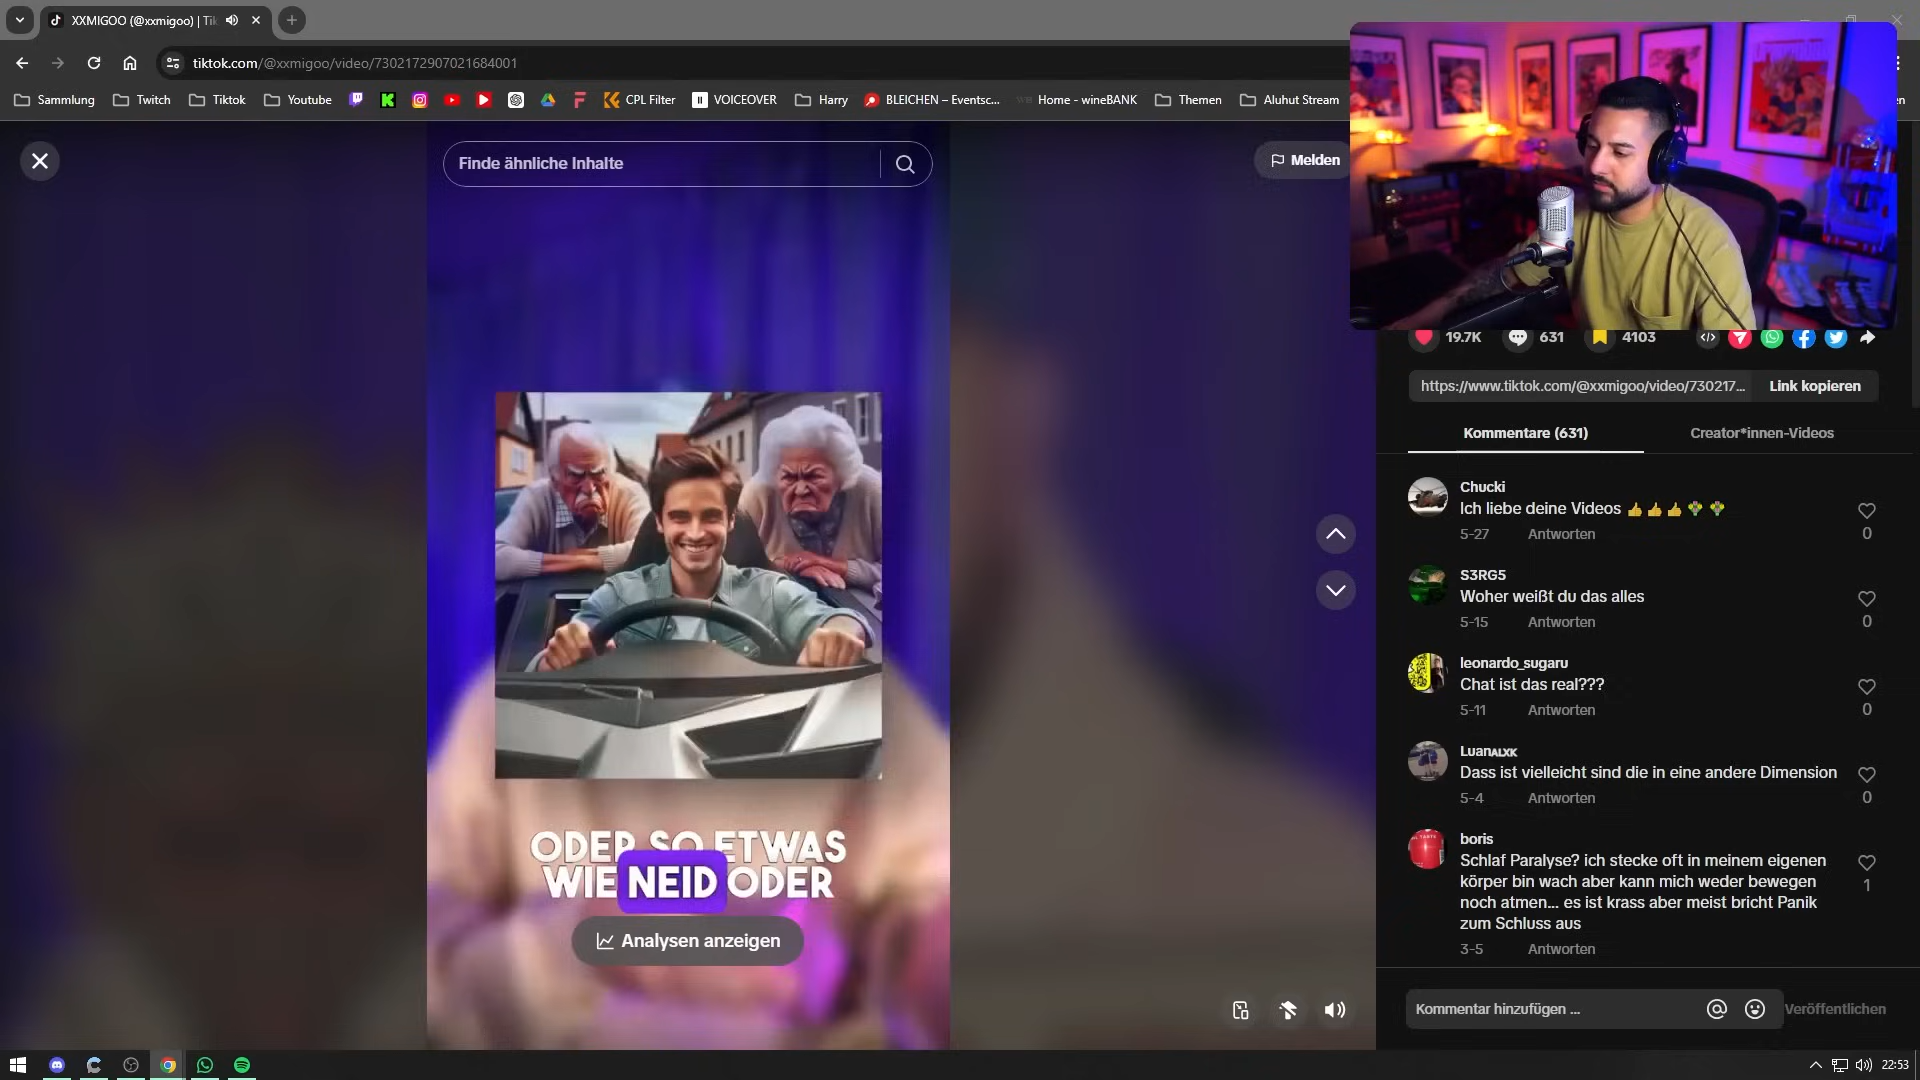 XXMIGOO (@xxmigoo) | Tik
tiktok.com/@xxmigoo/video/7302172907021684001
Sammlung
Twitch
Tiktok
Youtube
CPL Filter
VOICEOVER
Harry
BLEICHEN – Eventsc...
Home - wineBANK
Themen
Aluhut Stream
Finde ähnliche Inhalte
Melden
ODER SO ETWAS
WIE NEID ODER
Analysen anzeigen
19.7K
631
4103
https://www.tiktok.com/@xxmigoo/video/730217...
Link kopieren
Kommentare (631)
Creator*innen-Videos
Chucki
Ich liebe deine Videos 👍👍👍💐💐
5-27
Antworten
0
S3RG5
Woher weißt du das alles
5-15
Antworten
0
leonardo_sugaru
Chat ist das real???
5-11
Antworten
0
Luanᴀʟxᴋ
Dass ist vielleicht sind die in eine andere Dimension
5-4
Antworten
0
boris
Schlaf Paralyse? ich stecke oft in meinem eigenen
körper bin wach aber kann mich weder bewegen
noch atmen... es ist krass aber meist bricht Panik
zum Schluss aus
3-5
Antworten
1
Kommentar hinzufügen ...
Veröffentlichen
22:53